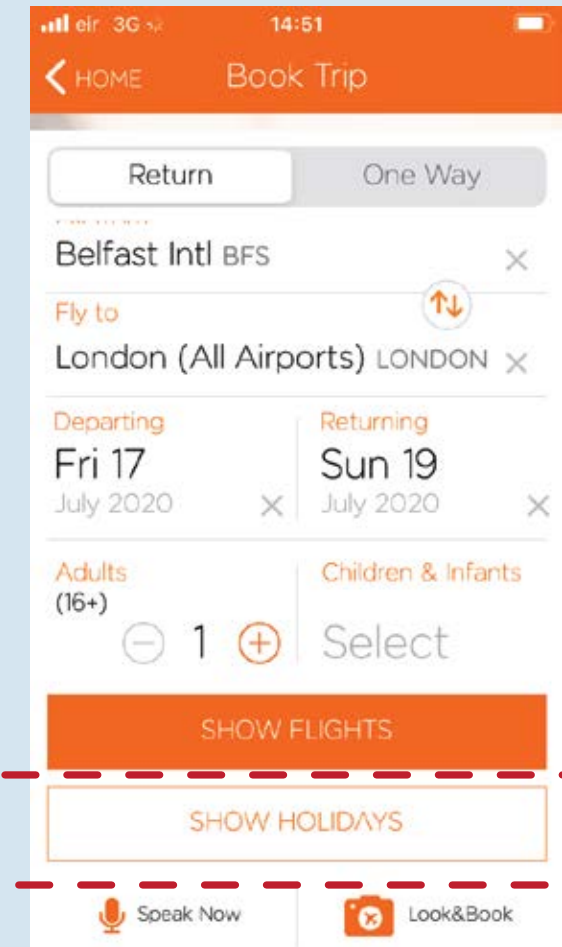 eir 3G 14:51
HOME Book Trip
Return One Way
Belfast Intl BFS
Fly to
London (All Airports) LONDON
Departing Returning
Fri 17 Sun 19
July 2020 July 2020
Adults Children & Infants
(16+)
1 Select
SHOW FLIGHTS
SHOW HOLIDAYS
Speak Now Look&Book